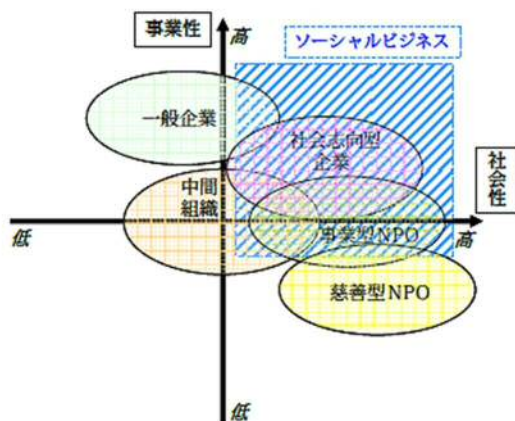 事業性
高
ソーシャルビジネス
一般企業
社会志向型
企業
社会性
中間
組織
低
事業型NPO
高
慈善型NPO
低